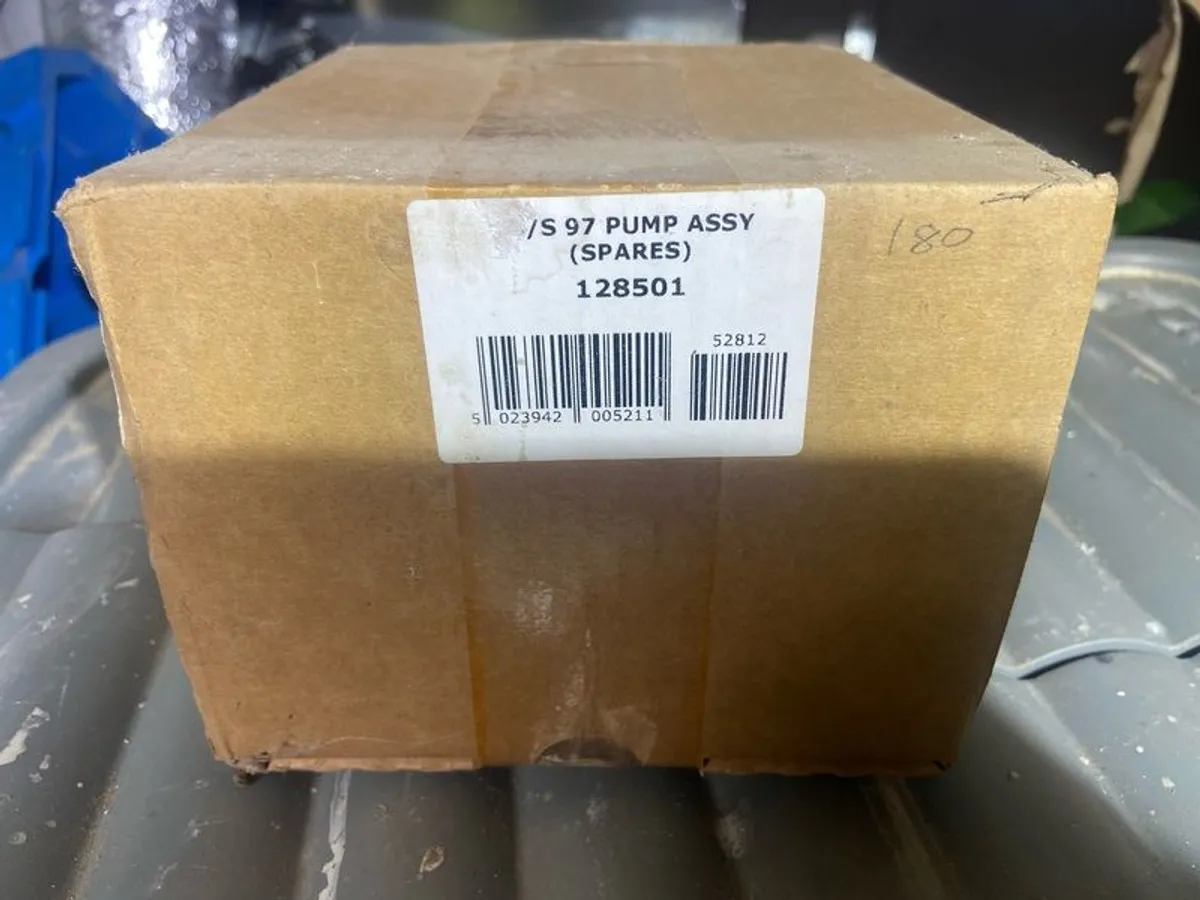 /S 97 PUMP ASSY
(SPARES)
128501
180
52812
5 023942 005211